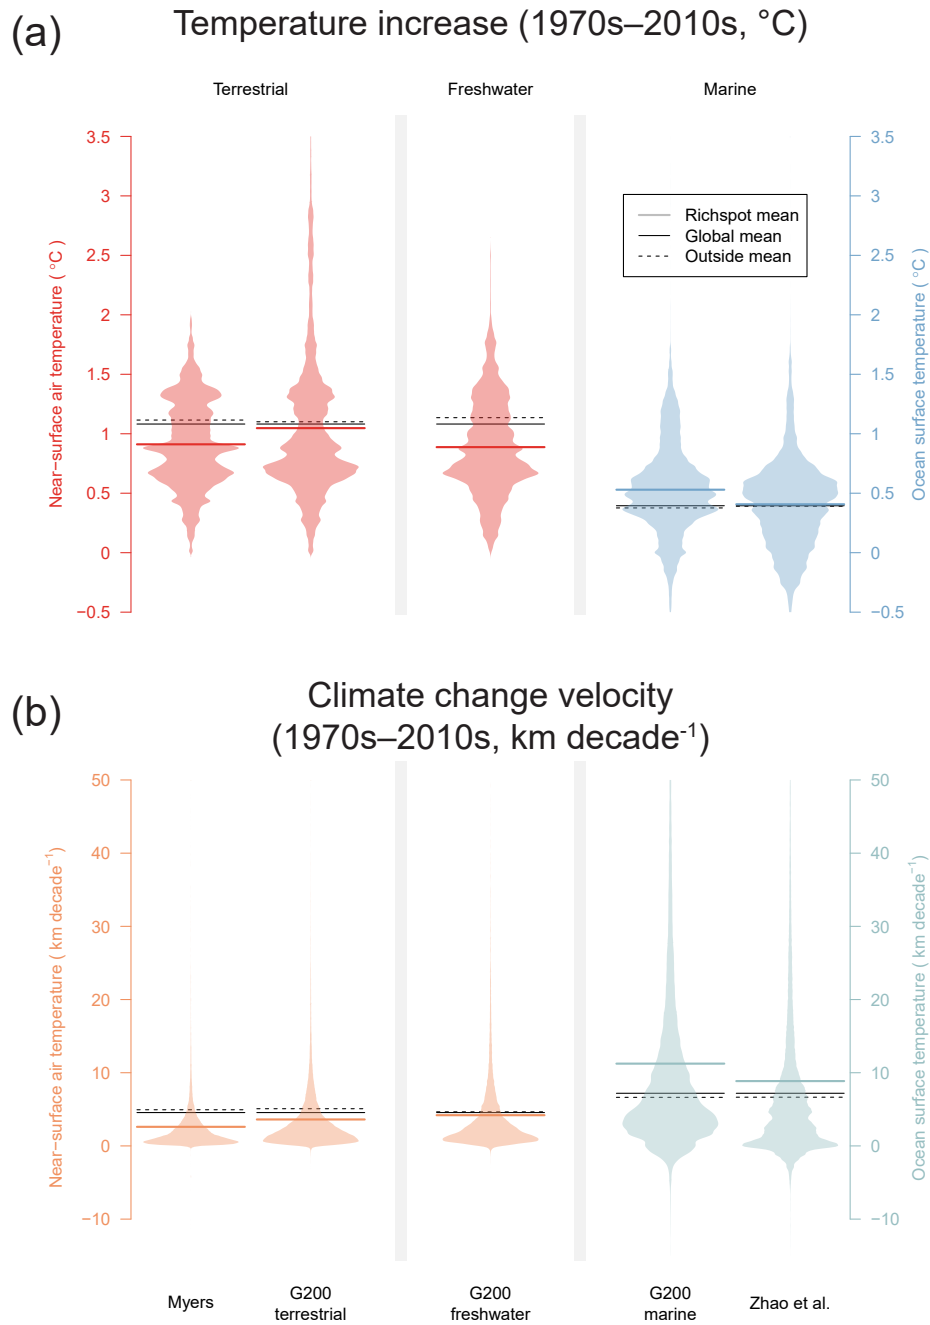 (a)
Temperature increase (1970s–2010s, °C)
Terrestrial
Freshwater
Marine
Near−surface air temperature ( °C )
3.5
3
2.5
2
1.5
1
0.5
0
−0.5
Richspot mean
Global mean
Outside mean
3.5
3
2.5
2
1.5
1
0.5
0
−0.5
Ocean surface temperature ( °C )
(b)
Climate change velocity
(1970s–2010s, km decade-1)
Near−surface air temperature ( km decade−1)
50
40
30
20
10
0
−10
50
40
30
20
10
0
−10
Ocean surface temperature ( km decade−1)
Myers
G200
terrestrial
G200
freshwater
G200
marine
Zhao et al.